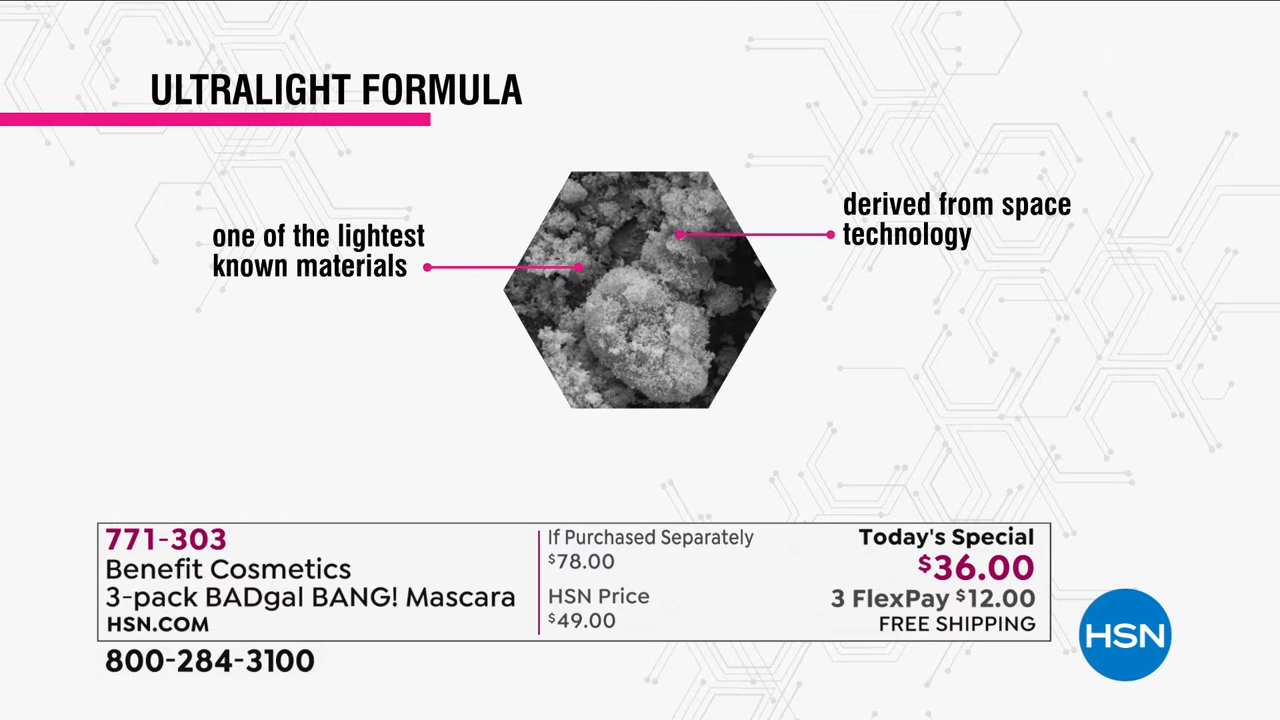 ULTRALIGHT FORMULA
one of the lightest
known materials
derived from space
technology
771-303
Benefit Cosmetics
3-pack BADgal BANG! Mascara
HSN.COM
If Purchased Separately
$78.00
HSN Price
$49.00
Today's Special
$36.00
3 FlexPay $12.00
FREE SHIPPING
800-284-3100
HSN